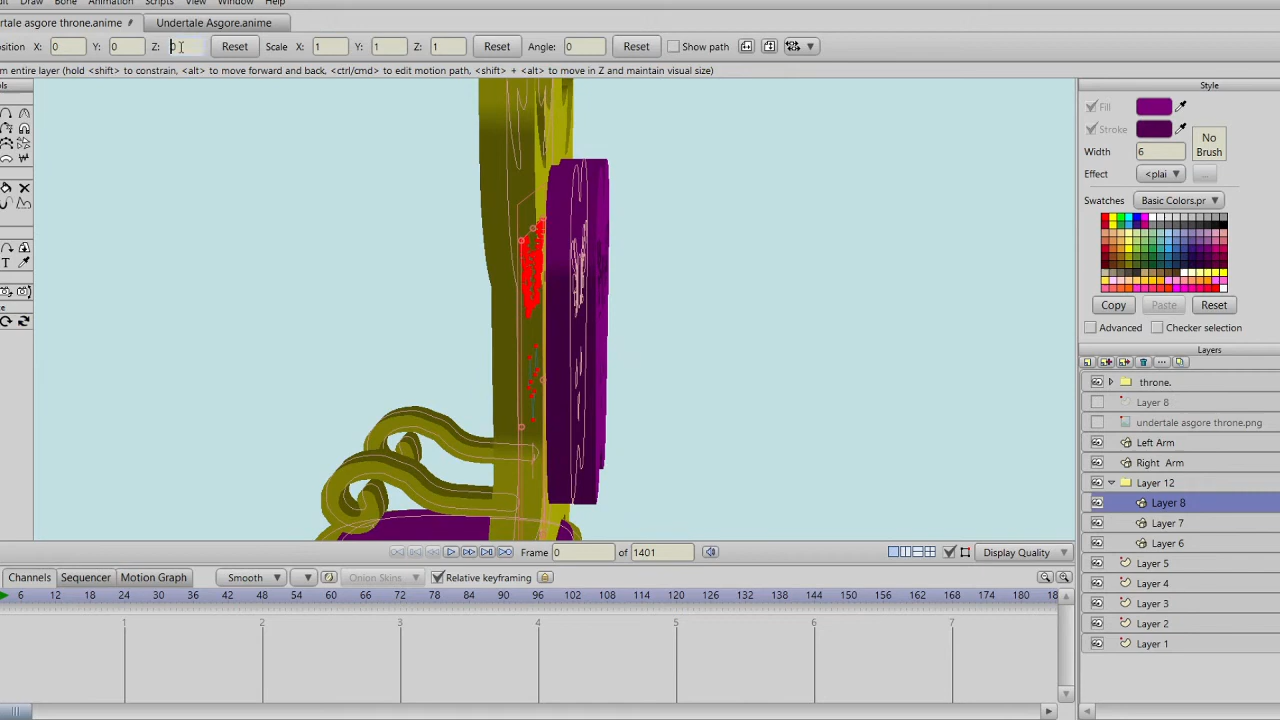 Draw Bone Animation Scripts View Window Help
rtale asgore throne.anime Undertale Asgore.anime
osition X: 0 Y: 0 Z: 0 Reset Scale X: 1 Y: 1 Z: 1 Reset Angle: 0 Reset Show path
m entire layer (hold <shift> to constrain, <alt> to move forward and back, <ctrl/cmd> to edit motion path, <shift> + <alt> to move in Z and maintain visual size)
ols
Style
Fill
Stroke
No
Brush
Width 6
Effect <plai ...
Swatches Basic Colors.pr
Copy Paste Reset
Advanced Checker selection
Layers
throne.
Layer 8
undertale asgore throne.png
Left Arm
Right Arm
Layer 12
Layer 8
Layer 7
Layer 6
Layer 5
Layer 4
Layer 3
Layer 2
Layer 1
T
Frame 0 of 1401 Display Quality
Channels Sequencer Motion Graph Smooth Onion Skins Relative keyframing
6 12 18 24 30 36 42 48 54 60 66 72 78 84 90 96 102 108 114 120 126 132 138 144 150 156 162 168 174 180 18
1 2 3 4 5 6 7